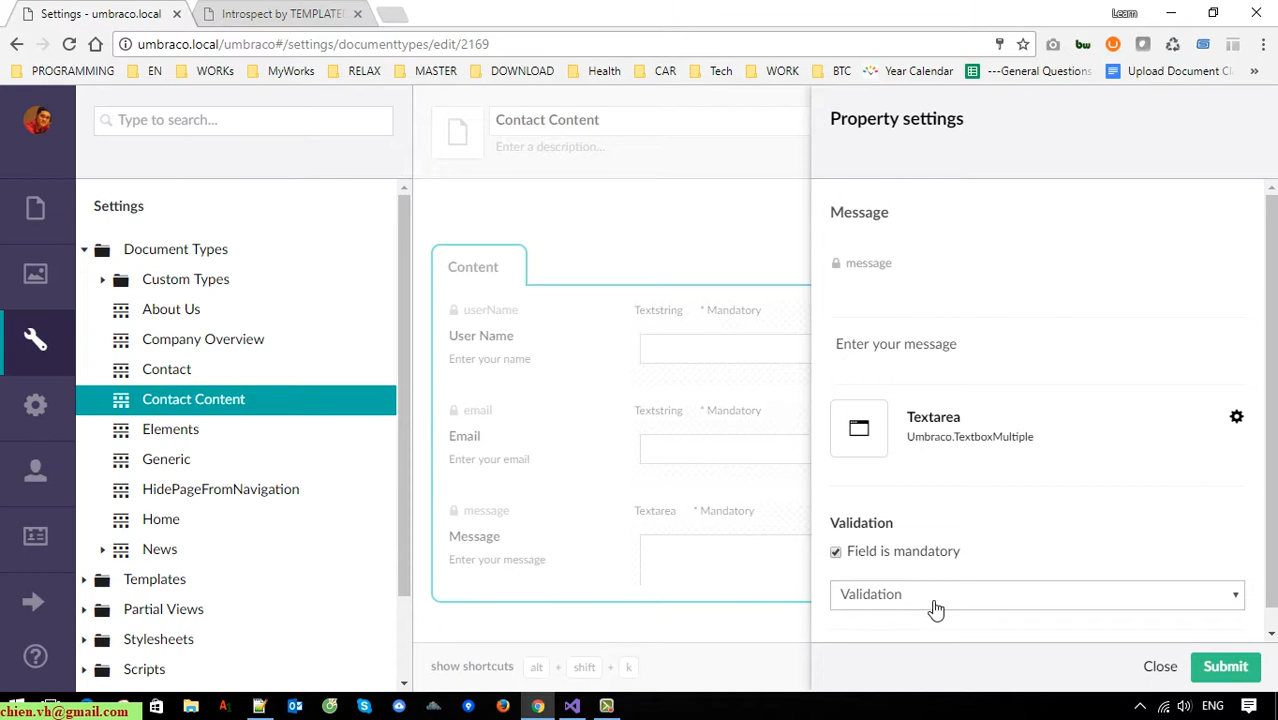 Settings - umbraco.local
Introspect by TEMPLATE
Learn
umbraco.local/umbraco#/settings/documenttypes/edit/2169
PROGRAMMING
EN
WORKs
MyWorks
RELAX
MASTER
DOWNLOAD
Health
CAR
Tech
WORK
BTC
Year Calendar
---General Questions
Upload Document Cl
»
Type to search...
Contact Content
Enter a description...
Property settings
Settings
Document Types
Custom Types
About Us
Company Overview
Contact
Contact Content
Elements
Generic
HidePageFromNavigation
Home
News
Templates
Partial Views
Stylesheets
Scripts
Content
userName
Textstring * Mandatory
User Name
Enter your name
email
Textstring * Mandatory
Email
Enter your email
message
Textarea * Mandatory
Message
Enter your message
show shortcuts alt + shift + k
Message
message
Enter your message
Textarea
Umbraco.TextboxMultiple
Validation
Field is mandatory
Validation
Close
Submit
chien.vh@gmail.com
ENG